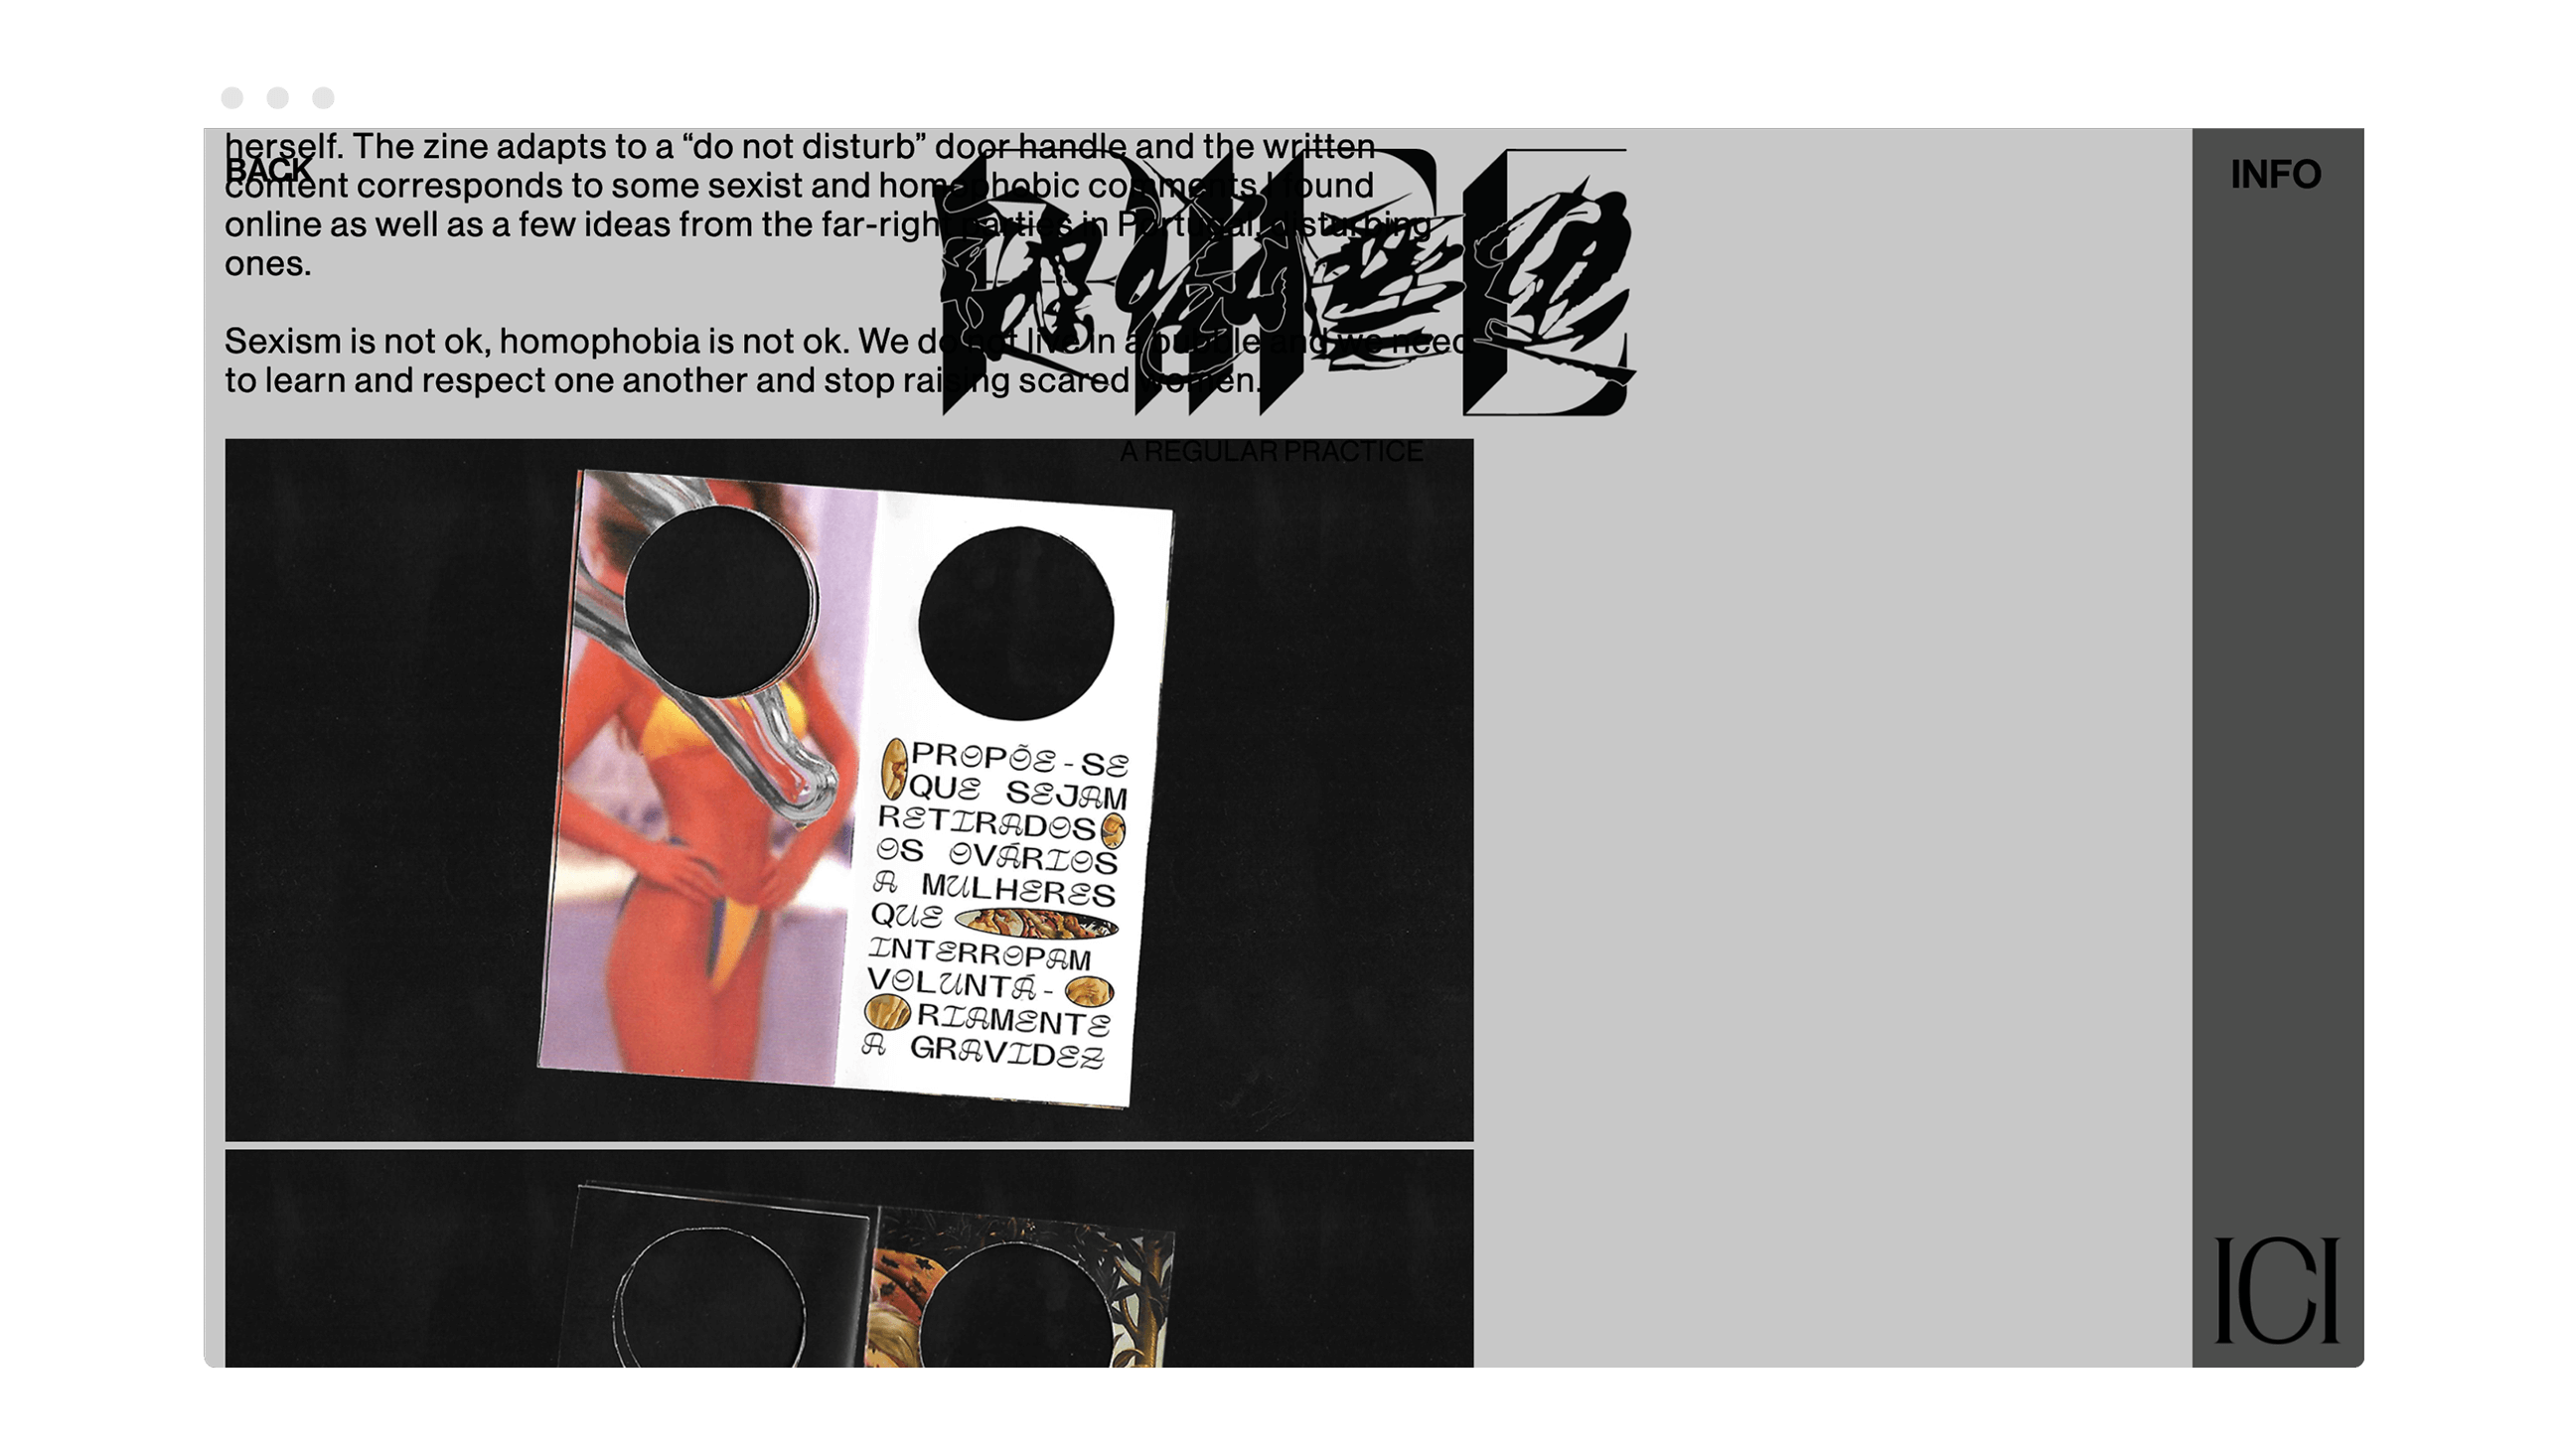 herself. The zine adapts to a “do not disturb” door handle and the written
BACK
content corresponds to some sexist and homophobic comments I found
online as well as a few ideas from the far-right parties in Portugal, disturbing
ones.
Sexism is not ok, homophobia is not ok. We do not live in a bubble and we need
to learn and respect one another and stop raising scared women.
A REGULAR PRACTICE
INFO
PROPÕE-SE
QUE SEJAM
RETIRADOS
OS OVÁRIOS
A MULHERES
QUE
INTERROPAM
VOLUNTÁ-
RIAMENTE
A GRAVIDEZ
ICI